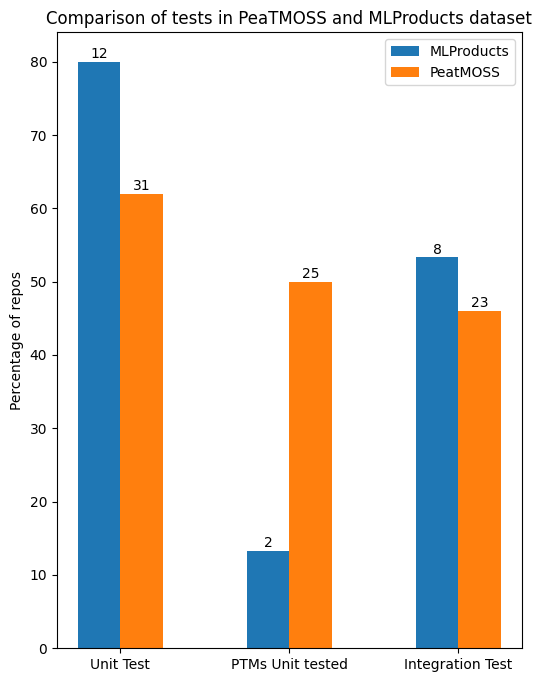 Comparison of tests in PeaTMOSS and MLProducts dataset
MLProducts
PeatMOSS
12
31
2
25
8
23
Percentage of repos
80
70
60
50
40
30
20
10
0
Unit Test
PTMs Unit tested
Integration Test